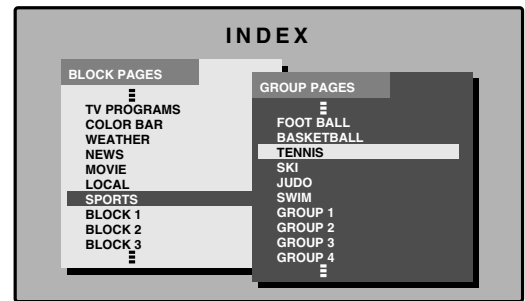 INDEX
BLOCK PAGES
TV PROGRAMS
COLOR BAR
WEATHER
NEWS
MOVIE
LOCAL
SPORTS
BLOCK 1
BLOCK 2
BLOCK 3
GROUP PAGES
FOOT BALL
BASKETBALL
TENNIS
SKI
JUDO
SWIM
GROUP 1
GROUP 2
GROUP 3
GROUP 4